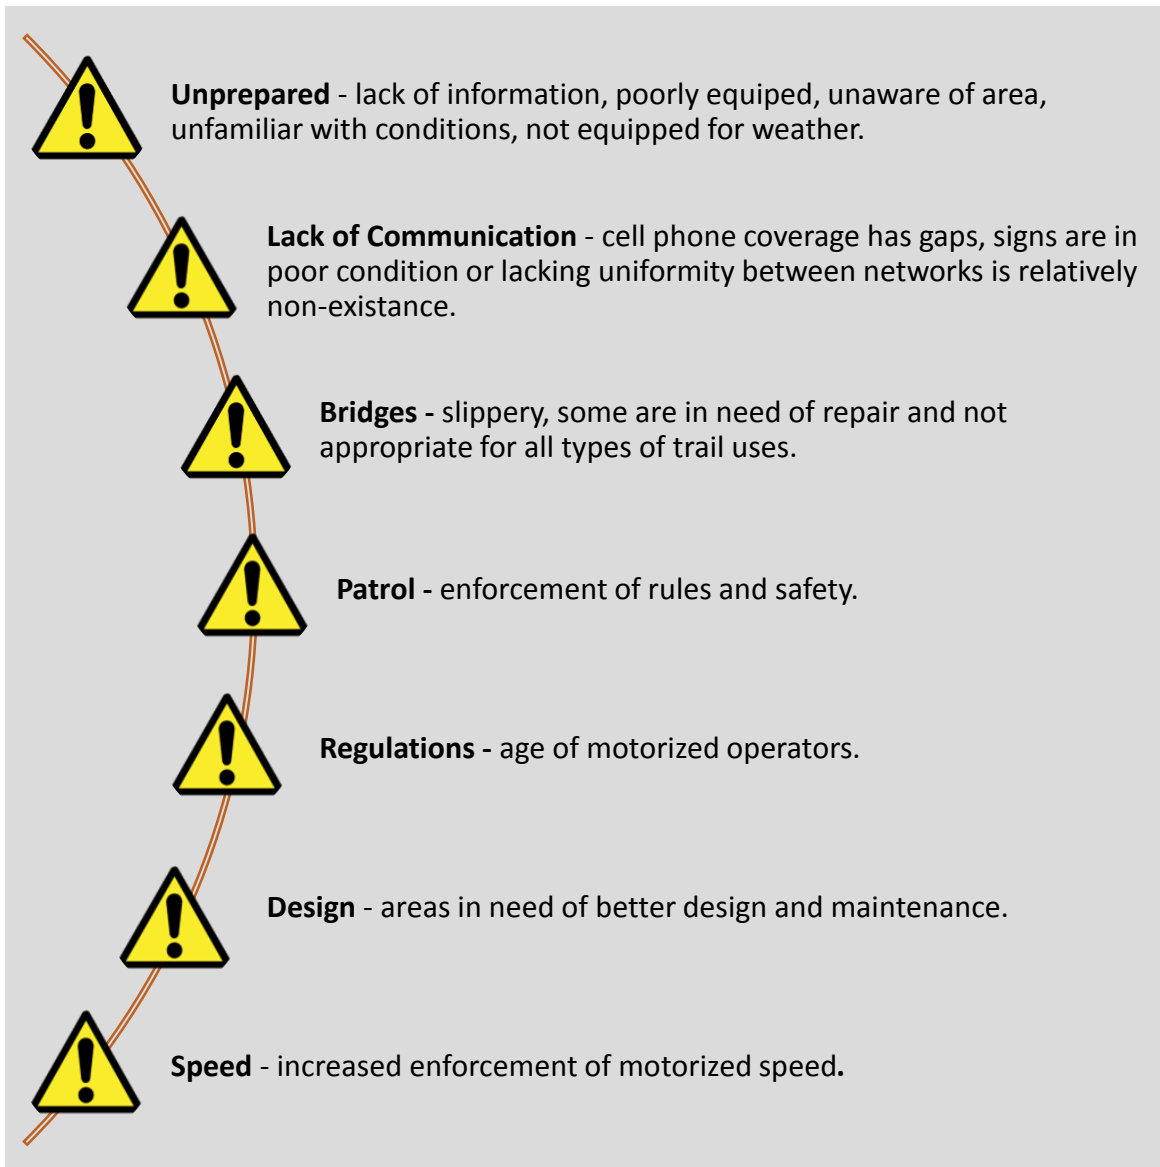 Unprepared - lack of information, poorly equiped, unaware of area,
unfamiliar with conditions, not equipped for weather.
Lack of Communication - cell phone coverage has gaps, signs are in
poor condition or lacking uniformity between networks is relatively
non-existance.
Bridges - slippery, some are in need of repair and not
appropriate for all types of trail uses.
Patrol - enforcement of rules and safety.
Regulations - age of motorized operators.
Design - areas in need of better design and maintenance.
Speed - increased enforcement of motorized speed.